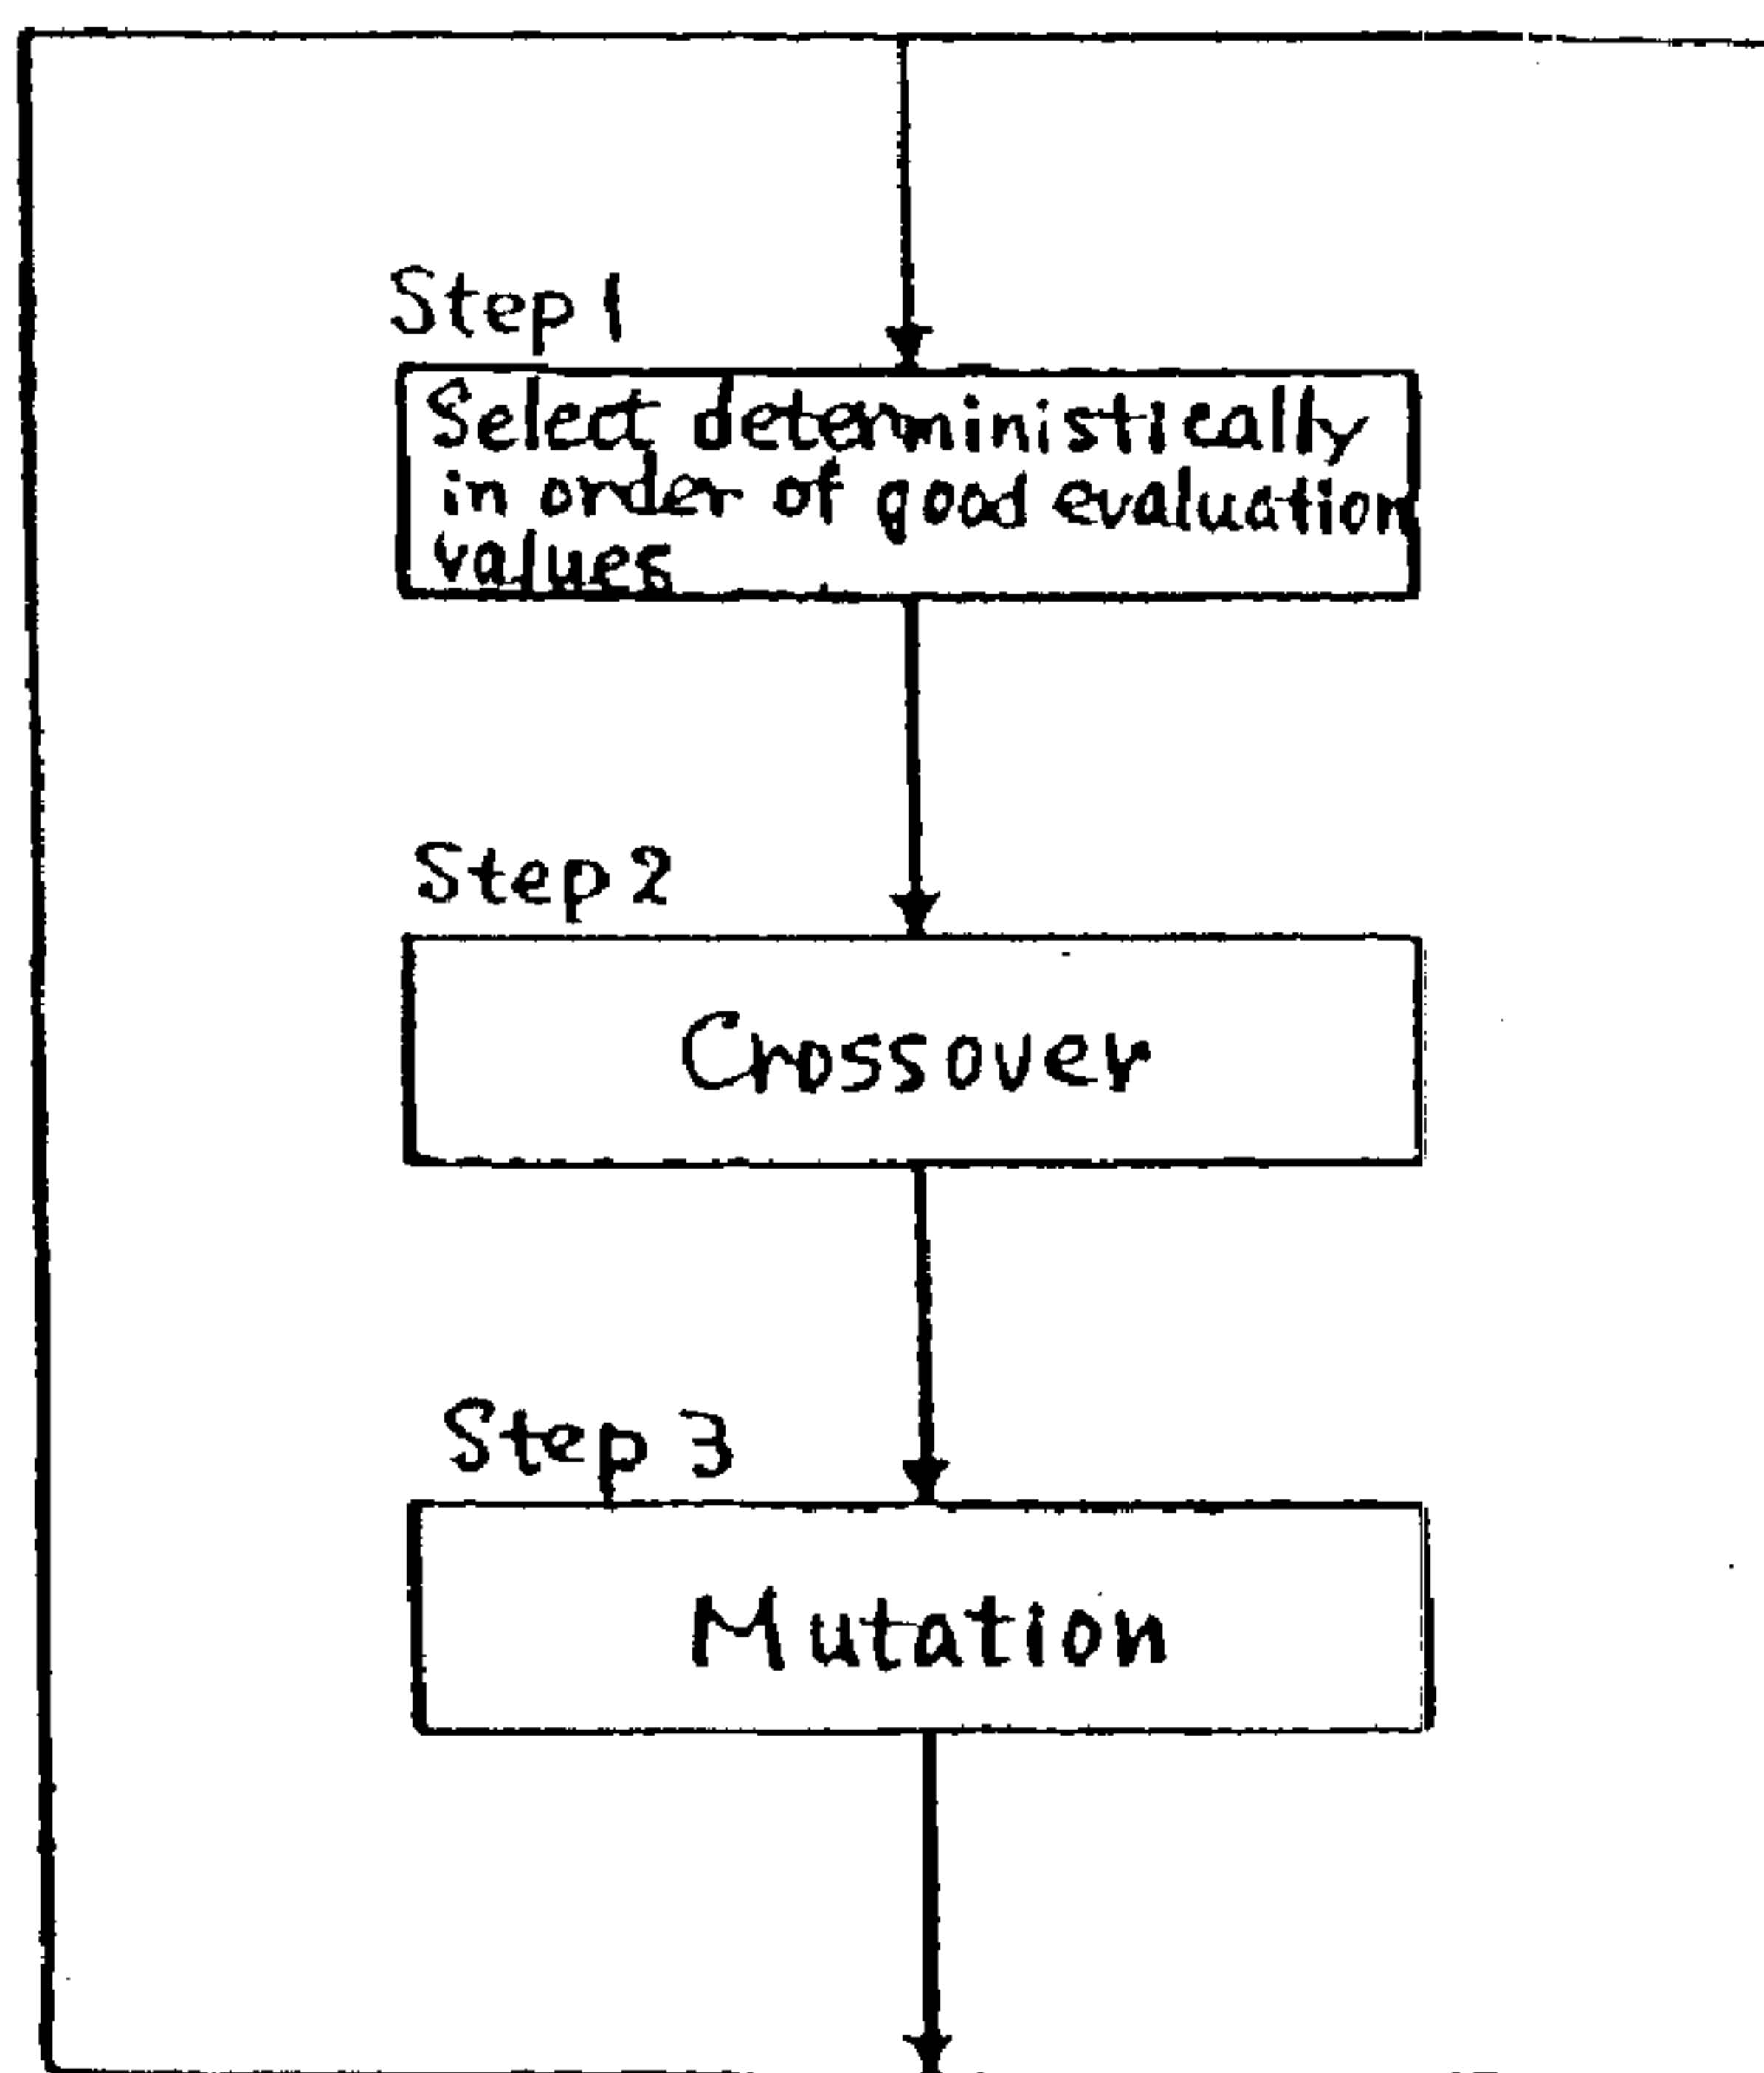 Step 1
Select deterministically
in order of good evaluation
values
Step 2
Crossover
Step 3
Mutation